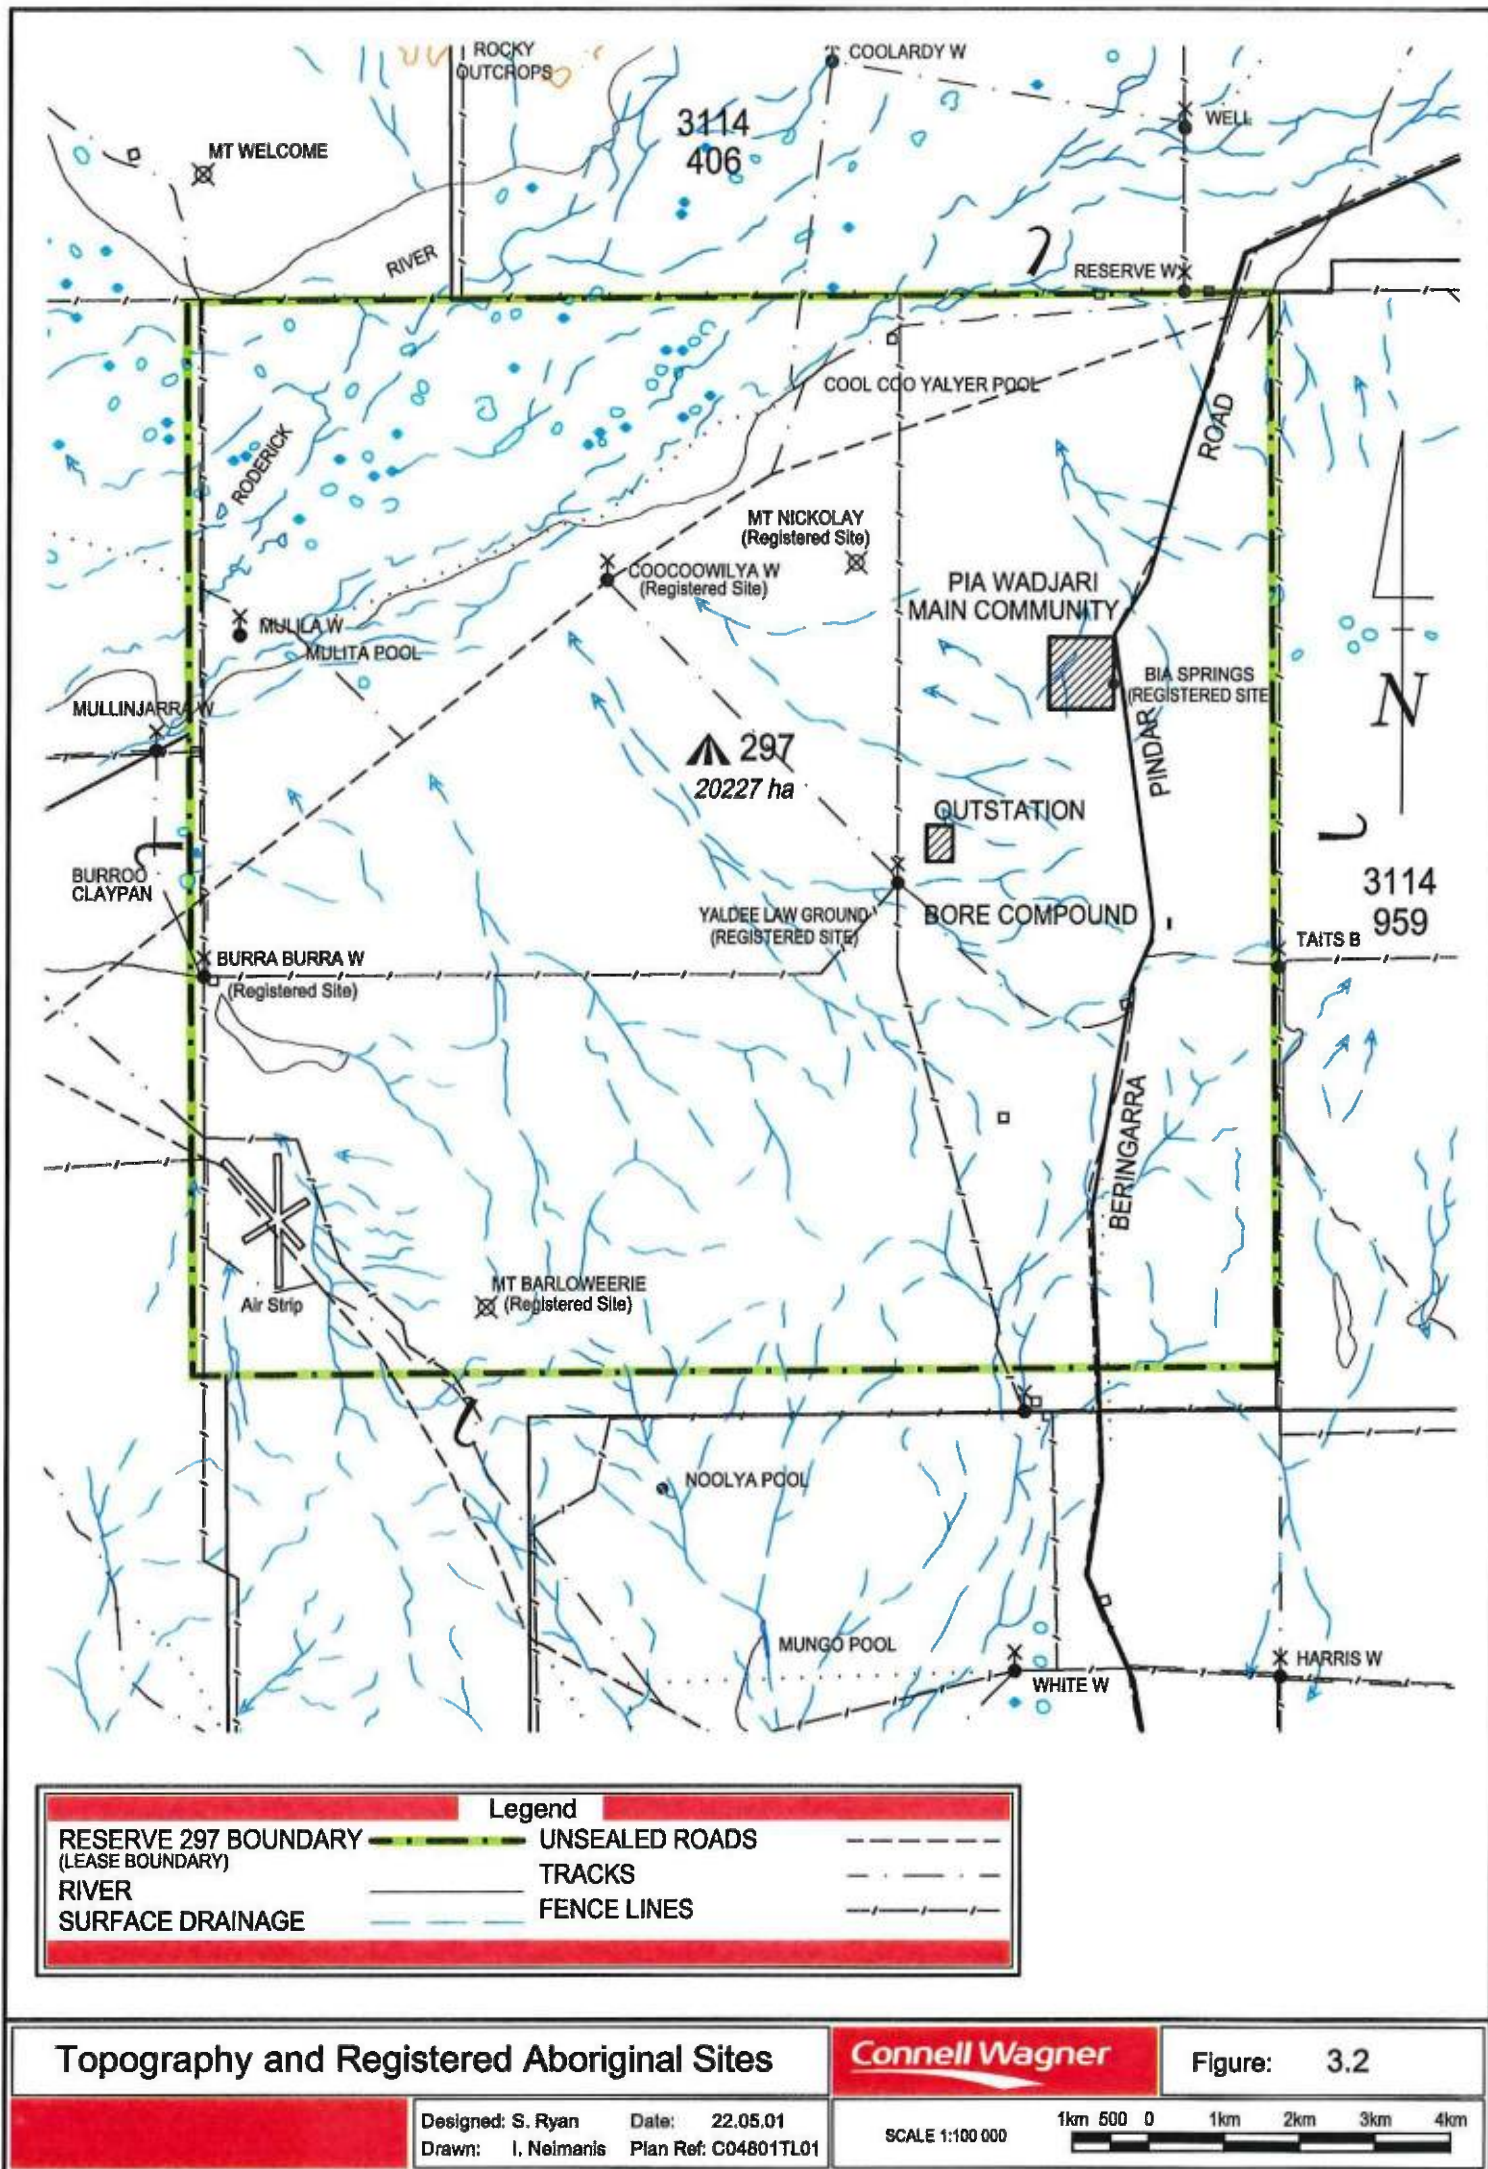 ROCKY
OUTCROPS
COOLARDY W
3114
406
WELL
MT WELCOME
RIVER
RESERVE W
COOL COO YALYER POOL
ROAD
RODERICK
MT NICKOLAY
(Registered Site)
COOCOOWILYA W
(Registered Site)
PIA WADJARI
MAIN COMMUNITY
MULILA W
MULITA POOL
BIA SPRINGS
(REGISTERED SITE
MULLINJARRA W
N
297
20227 ha
PINDAR
OUTSTATION
BURROO
CLAYPAN
3114
959
YALDEE LAW GROUND
(REGISTERED SITE)
BORE COMPOUND
TAITS B
BURRA BURRA W
(Registered Site)
BERINGARRA
MT BARLOWEERIE
(Registered Site)
Air Strip
NOOLYA POOL
MUNGO POOL
HARRIS W
WHITE W
Legend
RESERVE 297 BOUNDARY
(LEASE BOUNDARY)
RIVER
SURFACE DRAINAGE
UNSEALED ROADS
TRACKS
FENCE LINES
Topography and Registered Aboriginal Sites
Connell Wagner
Figure: 3.2
Designed: S. Ryan Date: 22.05.01
Drawn: I. Neimanis Plan Ref: C04801TL01
SCALE 1:100 000
1km 500 0 1km 2km 3km 4km